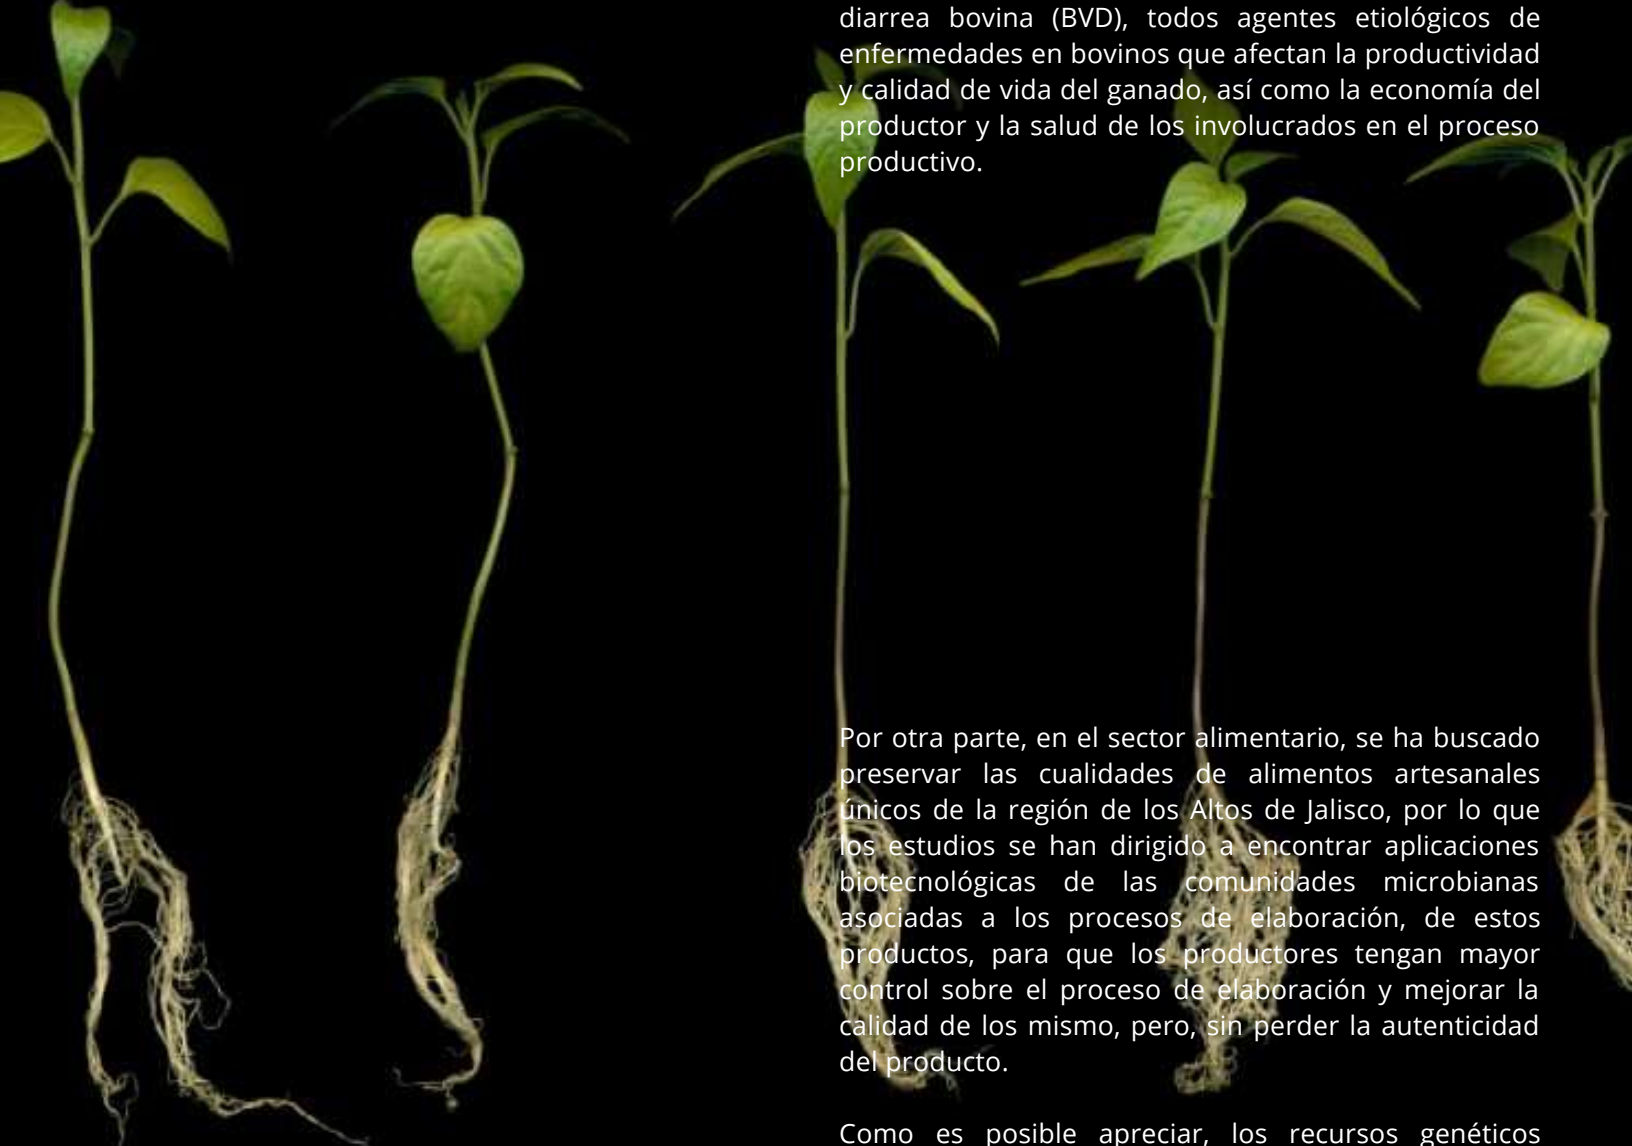 diarrea bovina (BVD), todos agentes etiológicos de
enfermedades en bovinos que afectan la productividad
y calidad de vida del ganado, así como la economía del
productor y la salud de los involucrados en el proceso
productivo.
Por otra parte, en el sector alimentario, se ha buscado
preservar las cualidades de alimentos artesanales
únicos de la región de los Altos de Jalisco, por lo que
los estudios se han dirigido a encontrar aplicaciones
biotecnológicas de las comunidades microbianas
asociadas a los procesos de elaboración, de estos
productos, para que los productores tengan mayor
control sobre el proceso de elaboración y mejorar la
calidad de los mismo, pero, sin perder la autenticidad
del producto.
Como es posible apreciar, los recursos genéticos